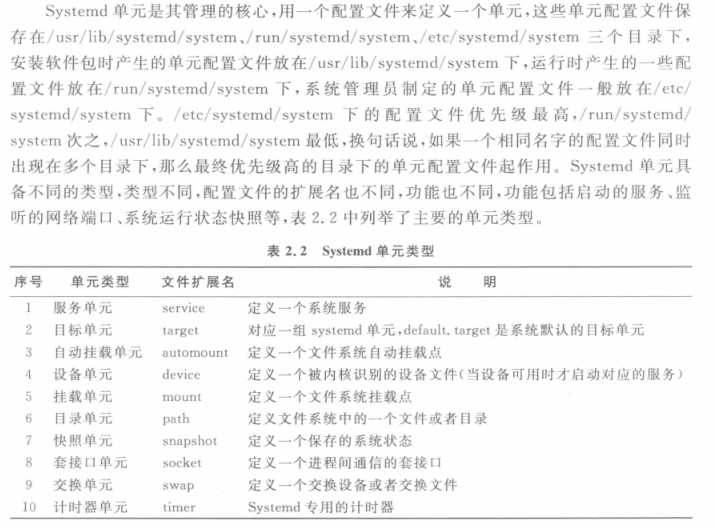 Systemd 单元是其管理的核心,用一个配置文件来定义一个单元,这些单元配置文件保
存在/usr/lib/systemd/system、/run/systemd/system、/etc/systemd/system 三个目录下,
安装软件包时产生的单元配置文件放在/usr/lib/systemd/system 下,运行时产生的一些配
置文件放在/run/systemd/system 下,系统管理员制定的单元配置文件一般放在/etc/
systemd/system 下。/etc/systemd/system 下的配置文件优先级最高,/run/systemd/
system 次之,/usr/lib/systemd/system 最低,换句话说,如果一个相同名字的配置文件同时
出现在多个目录下,那么最终优先级高的目录下的单元配置文件起作用。Systemd 单元具
备不同的类型,类型不同,配置文件的扩展名也不同,功能也不同,功能包括启动的服务、监
听的网络端口、系统运行状态快照等,表 2.2 中列举了主要的单元类型。
表 2.2 Systemd 单元类型
序号 单元类型 文件扩展名 说 明
1 服务单元 service 定义一个系统服务
2 目标单元 target 对应一组 systemd 单元,default.target 是系统默认的目标单元
3 自动挂载单元 automount 定义一个文件系统自动挂载点
4 设备单元 device 定义一个被内核识别的设备文件(当设备可用时才启动对应的服务)
5 挂载单元 mount 定义一个文件系统挂载点
6 目录单元 path 定义文件系统中的一个文件或者目录
7 快照单元 snapshot 定义一个保存的系统状态
8 套接口单元 socket 定义一个进程间通信的套接口
9 交换单元 swap 定义一个交换设备或者交换文件
10 计时器单元 timer Systemd 专用的计时器